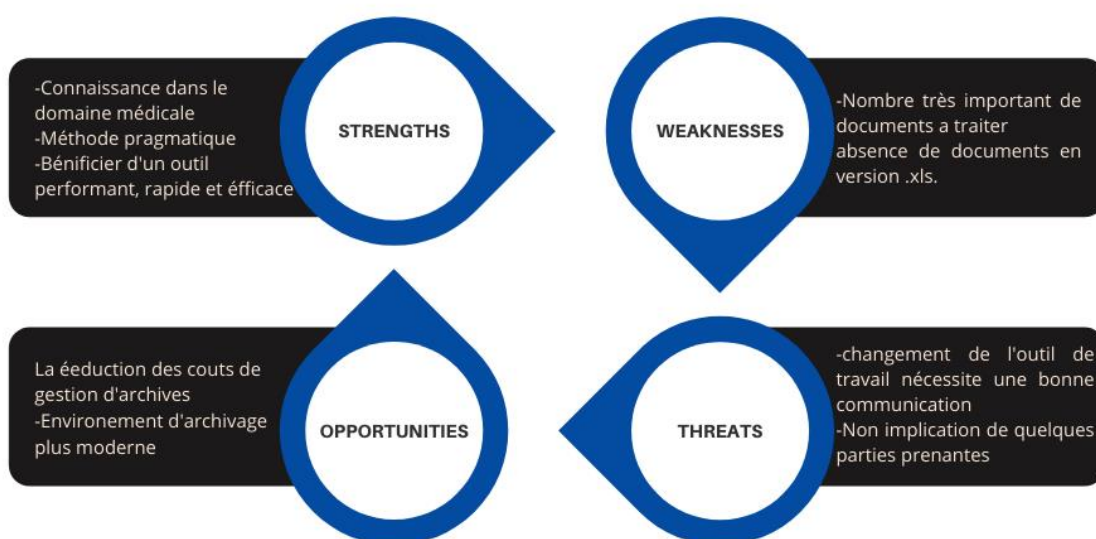 -Connaissance dans le
domaine médicale
-Méthode pragmatique
-Bénificier d'un outil
performant, rapide et éfficace
STRENGTHS
WEAKNESSES
-Nombre très important de
documents a traiter
absence de documents en
version .xls.
La éeduction des couts de
gestion d'archives
-Environement d'archivage
plus moderne
OPPORTUNITIES
THREATS
-changement de l'outil de
travail nécessite une bonne
communication
-Non implication de quelques
parties prenantes